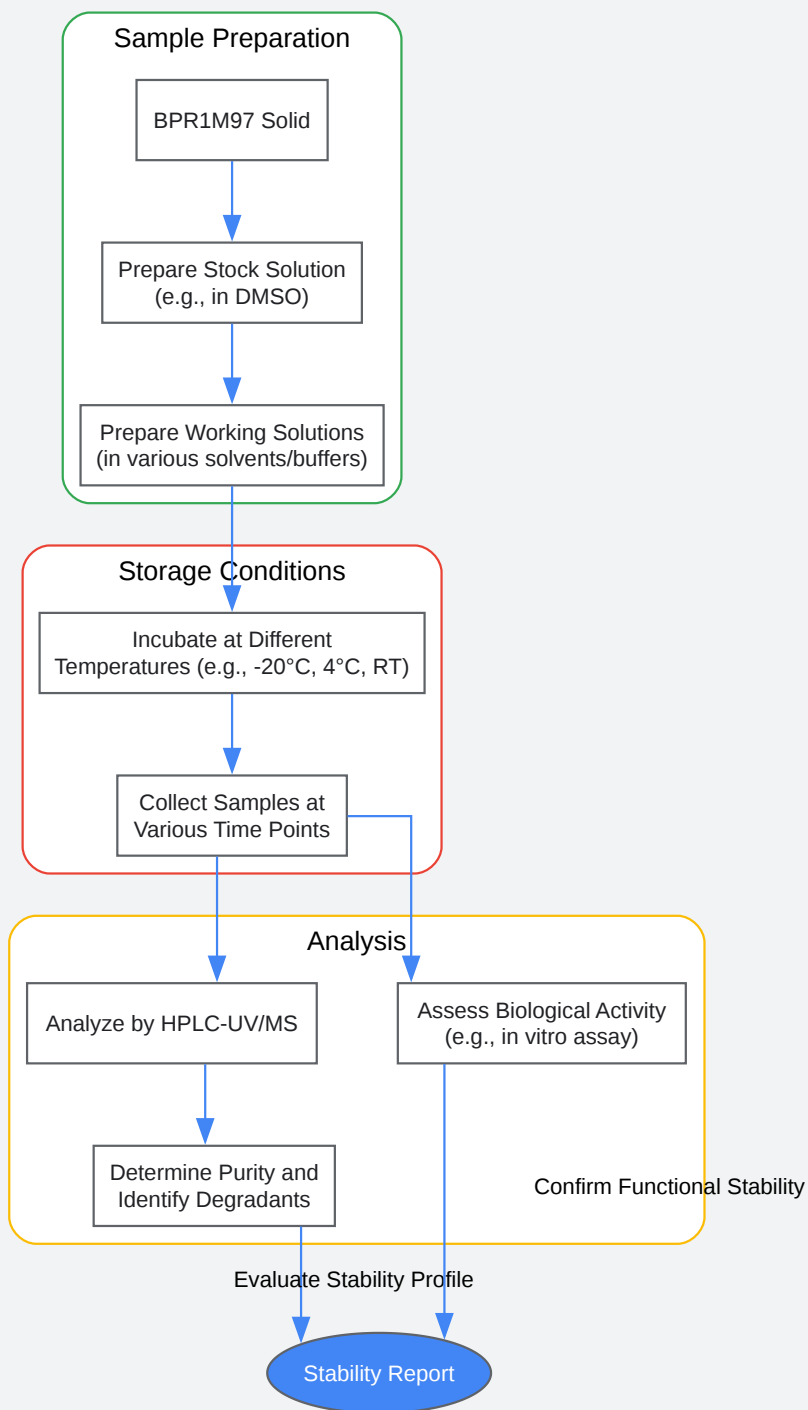 Sample Preparation
BPR1M97 Solid
Prepare Stock Solution
(e.g., in DMSO)
Prepare Working Solutions
(in various solvents/buffers)
Storage Conditions
Incubate at Different
Temperatures (e.g., -20°C, 4°C, RT)
Collect Samples at
Various Time Points
Analysis
Analyze by HPLC-UV/MS
Assess Biological Activity
(e.g., in vitro assay)
Determine Purity and
Identify Degradants
Confirm Functional Stability
Evaluate Stability Profile
Stability Report